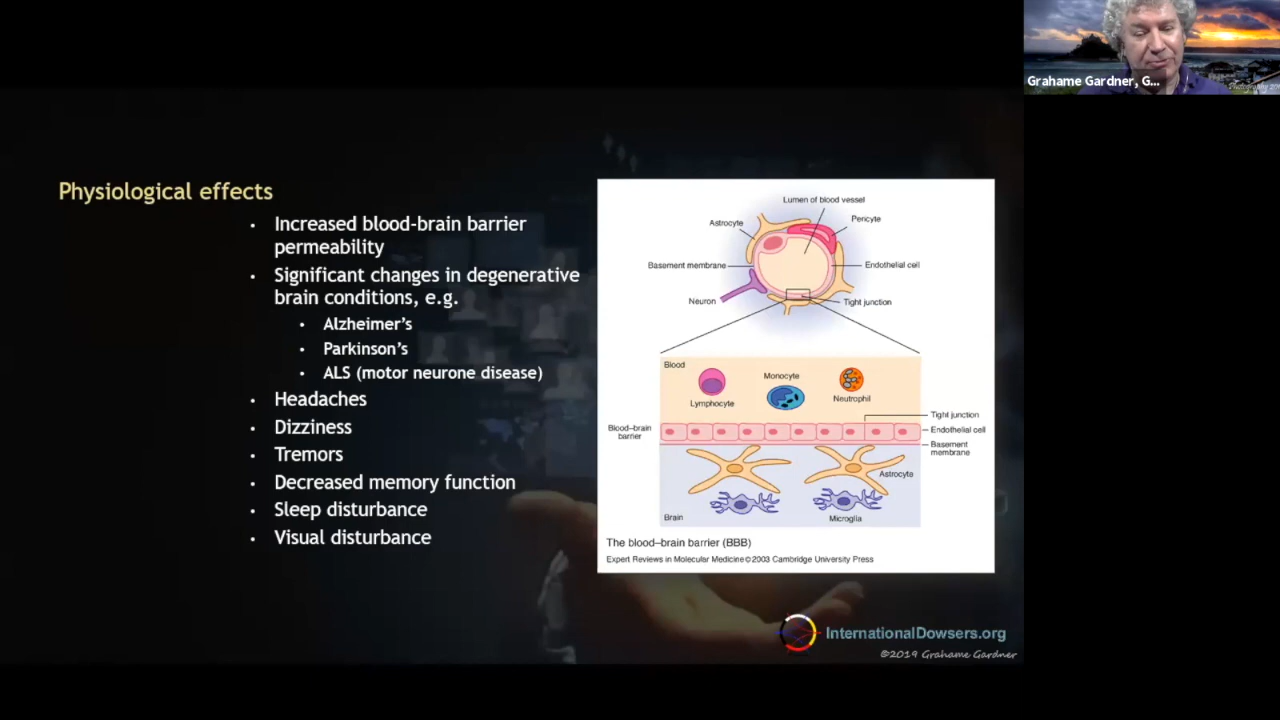 Grahame Gardner, G...
Physiological effects
• Increased blood-brain barrier
permeability
• Significant changes in degenerative
brain conditions, e.g.
• Alzheimer's
• Parkinson's
• ALS (motor neurone disease)
• Headaches
• Dizziness
• Tremors
• Decreased memory function
• Sleep disturbance
• Visual disturbance
Lumen of blood vessel
Astrocyte
Pericyte
Basement membrane
Endothelial cell
Neuron
Tight junction
Blood
Lymphocyte
Monocyte
Neutrophil
Tight junction
Blood–brain
barrier
Endothelial cell
Basement
membrane
Astrocyte
Brain
Microglia
The blood–brain barrier (BBB)
Expert Reviews in Molecular Medicine©2003 Cambridge University Press
InternationalDowsers.org
©2019 Grahame Gardner